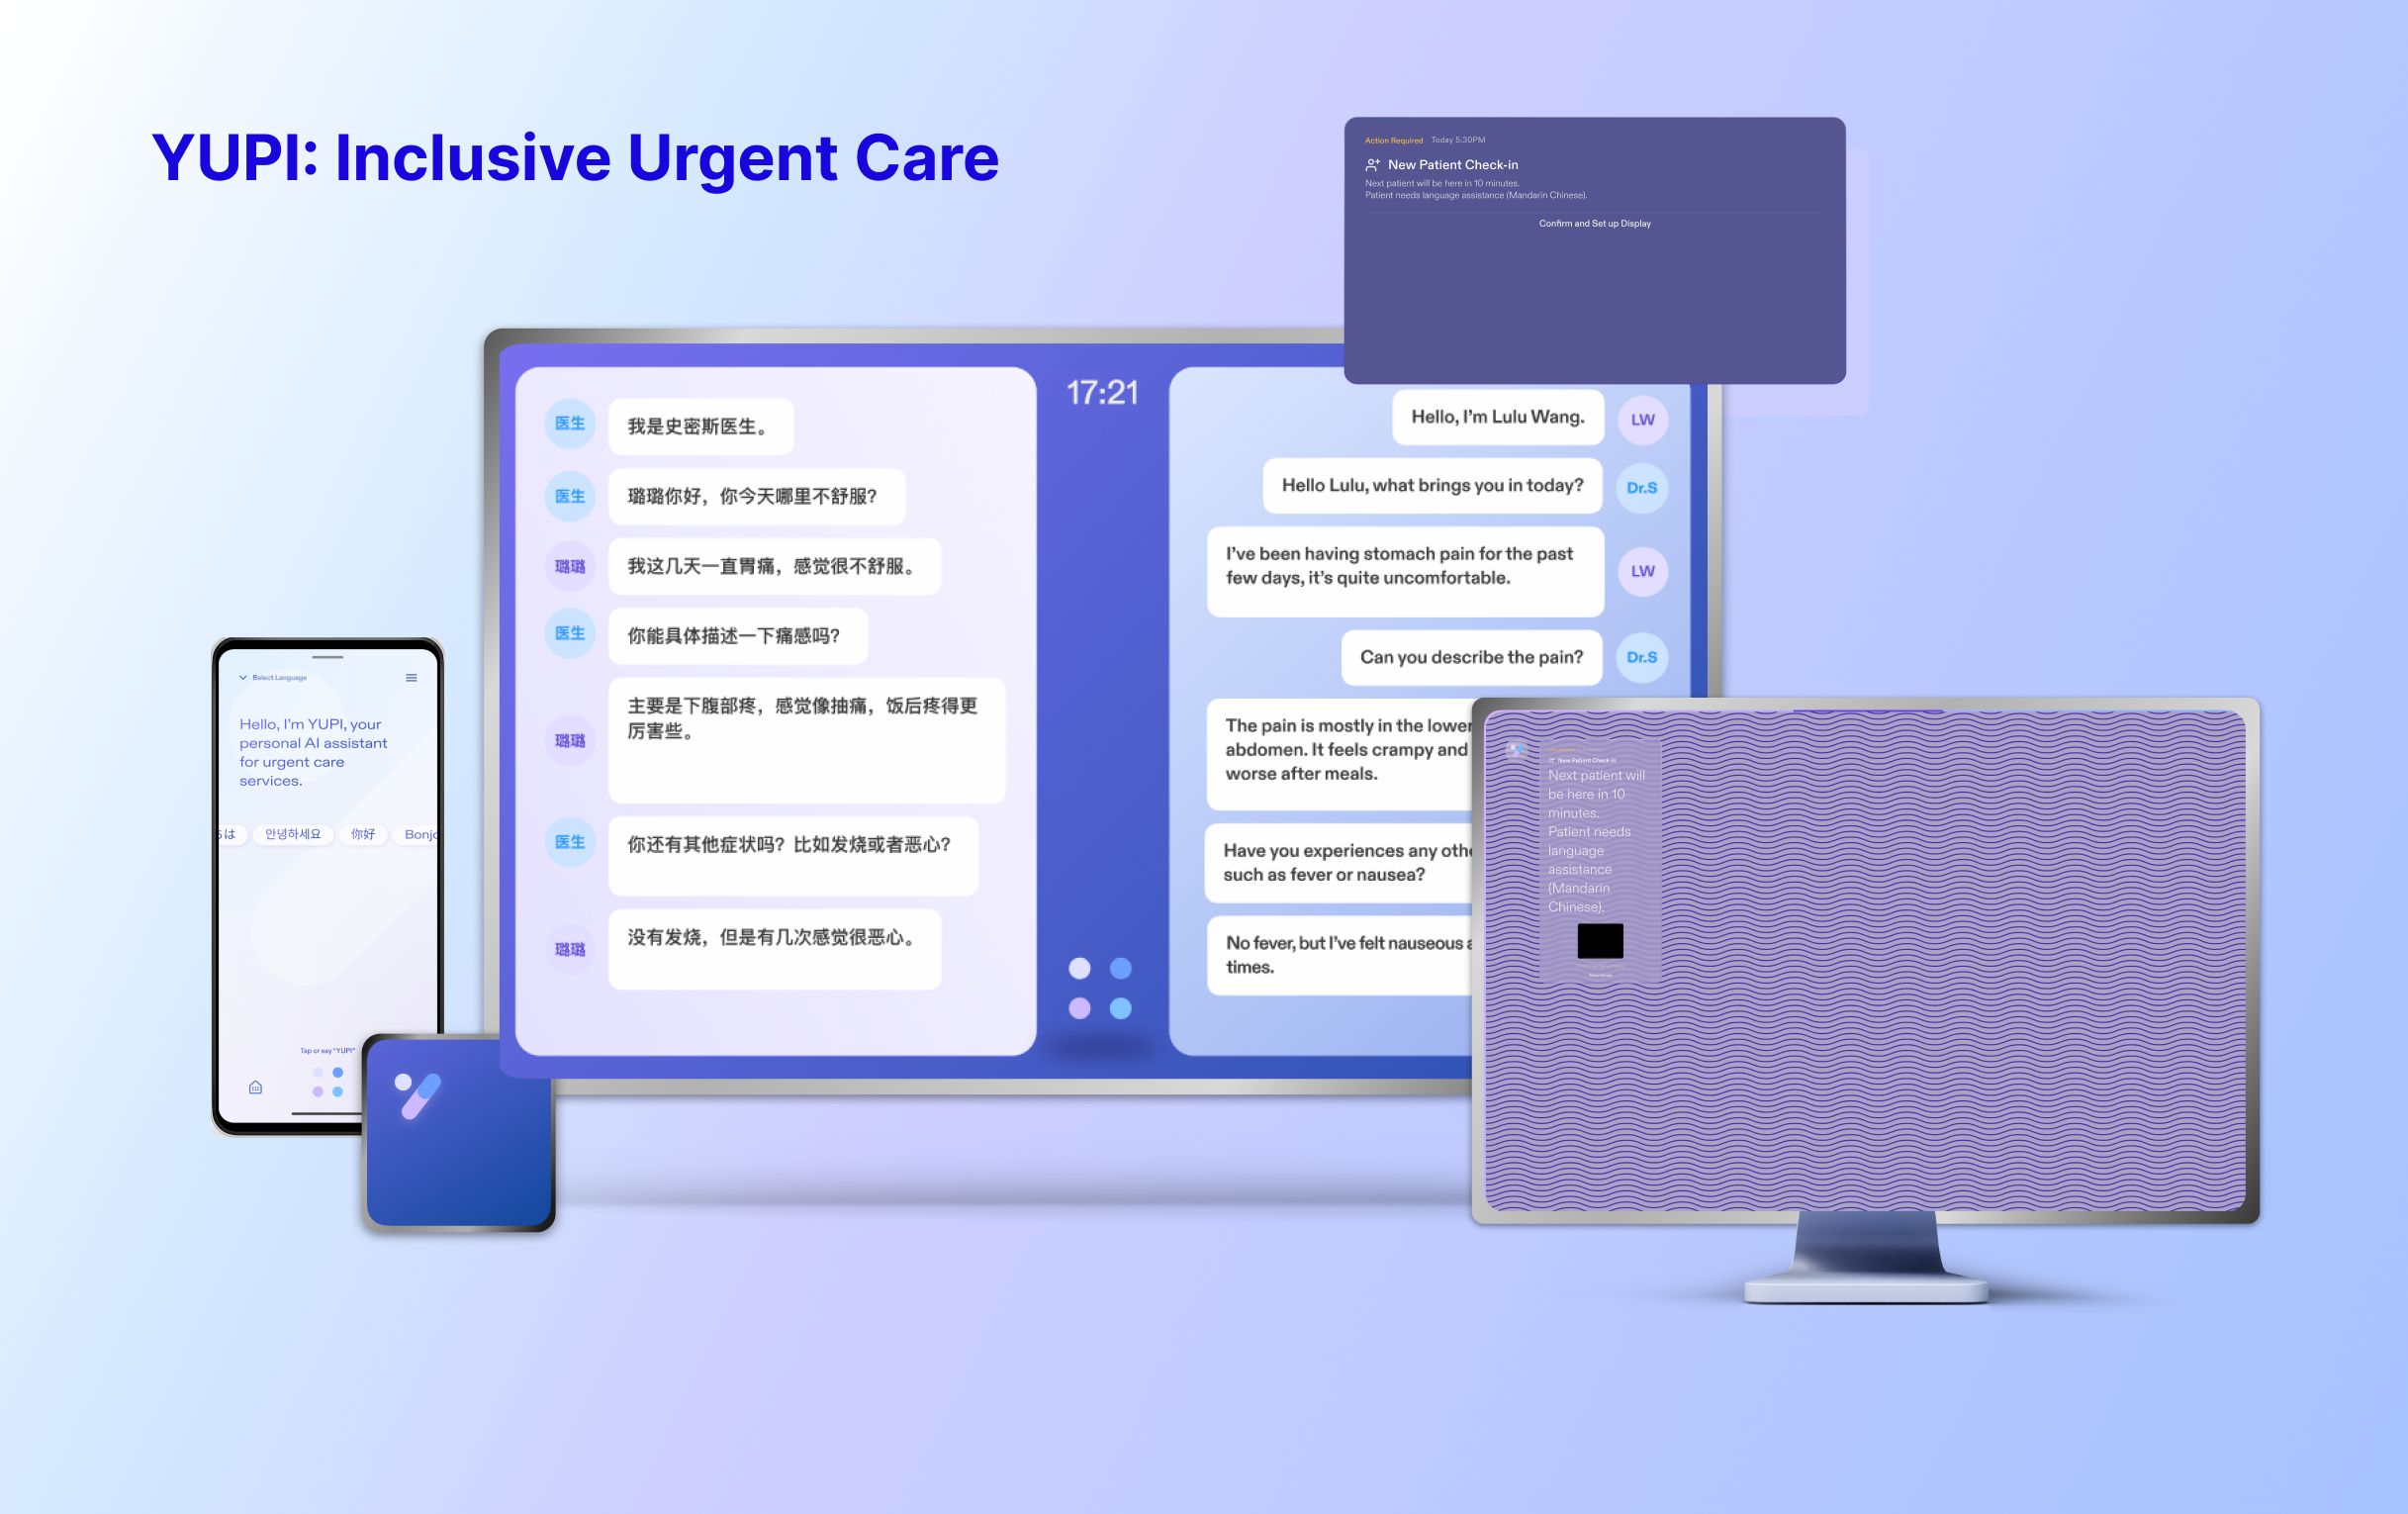 YUPI: Inclusive Urgent Care
Action Required Today 5:30PM
New Patient Check-in
Next patient will be here in 10 minutes.
Patient needs language assistance (Mandarin Chinese).
Confirm and Set up Display
医生
我是史密斯医生。
医生
璐璐你好，你今天哪里不舒服？
璐璐
我这几天一直胃痛，感觉很不舒服。
医生
你能具体描述一下痛感吗？
璐璐
主要是下腹部疼，感觉像抽痛，饭后疼得更
厉害些。
医生
你还有其他症状吗？比如发烧或者恶心？
璐璐
没有发烧，但是有几次感觉很恶心。
17:21
Hello, I'm Lulu Wang.
LW
Hello Lulu, what brings you in today?
Dr.S
I've been having stomach pain for the past
few days, it's quite uncomfortable.
LW
Can you describe the pain?
Dr.S
The pain is mostly in the lower
abdomen. It feels crampy and
worse after meals.
Have you experiences any othe
such as fever or nausea?
No fever, but I've felt nauseous a
times.
Select Language
Hello, I'm YUPI, your
personal AI assistant
for urgent care
services.
は 안녕하세요 你好 Bonjo
Tap or say "YUPI"
New Patient Check in
Next patient will
be here in 10
minutes.
Patient needs
language
assistance
(Mandarin
Chinese).